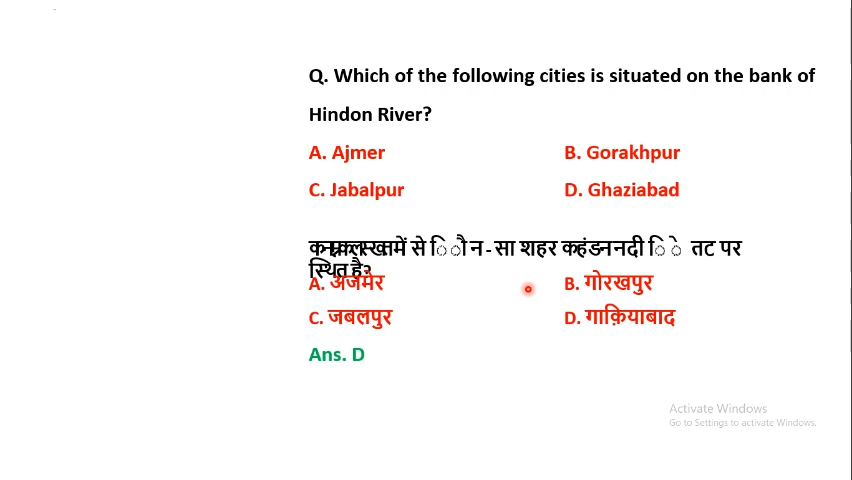 Q. Which of the following cities is situated on the bank of
Hindon River?
A. Ajmer
B. Gorakhpur
C. Jabalpur
D. Ghaziabad
में से ि ौ न-सा शहर कहंडन नदी ि े तट पर
स्थित है?
A. अजमेर
B. गोरखपुर
C. जबलपुर
D. गाक़ियाबाद
Ans. D
Activate Windows
Go to Settings to activate Windows.